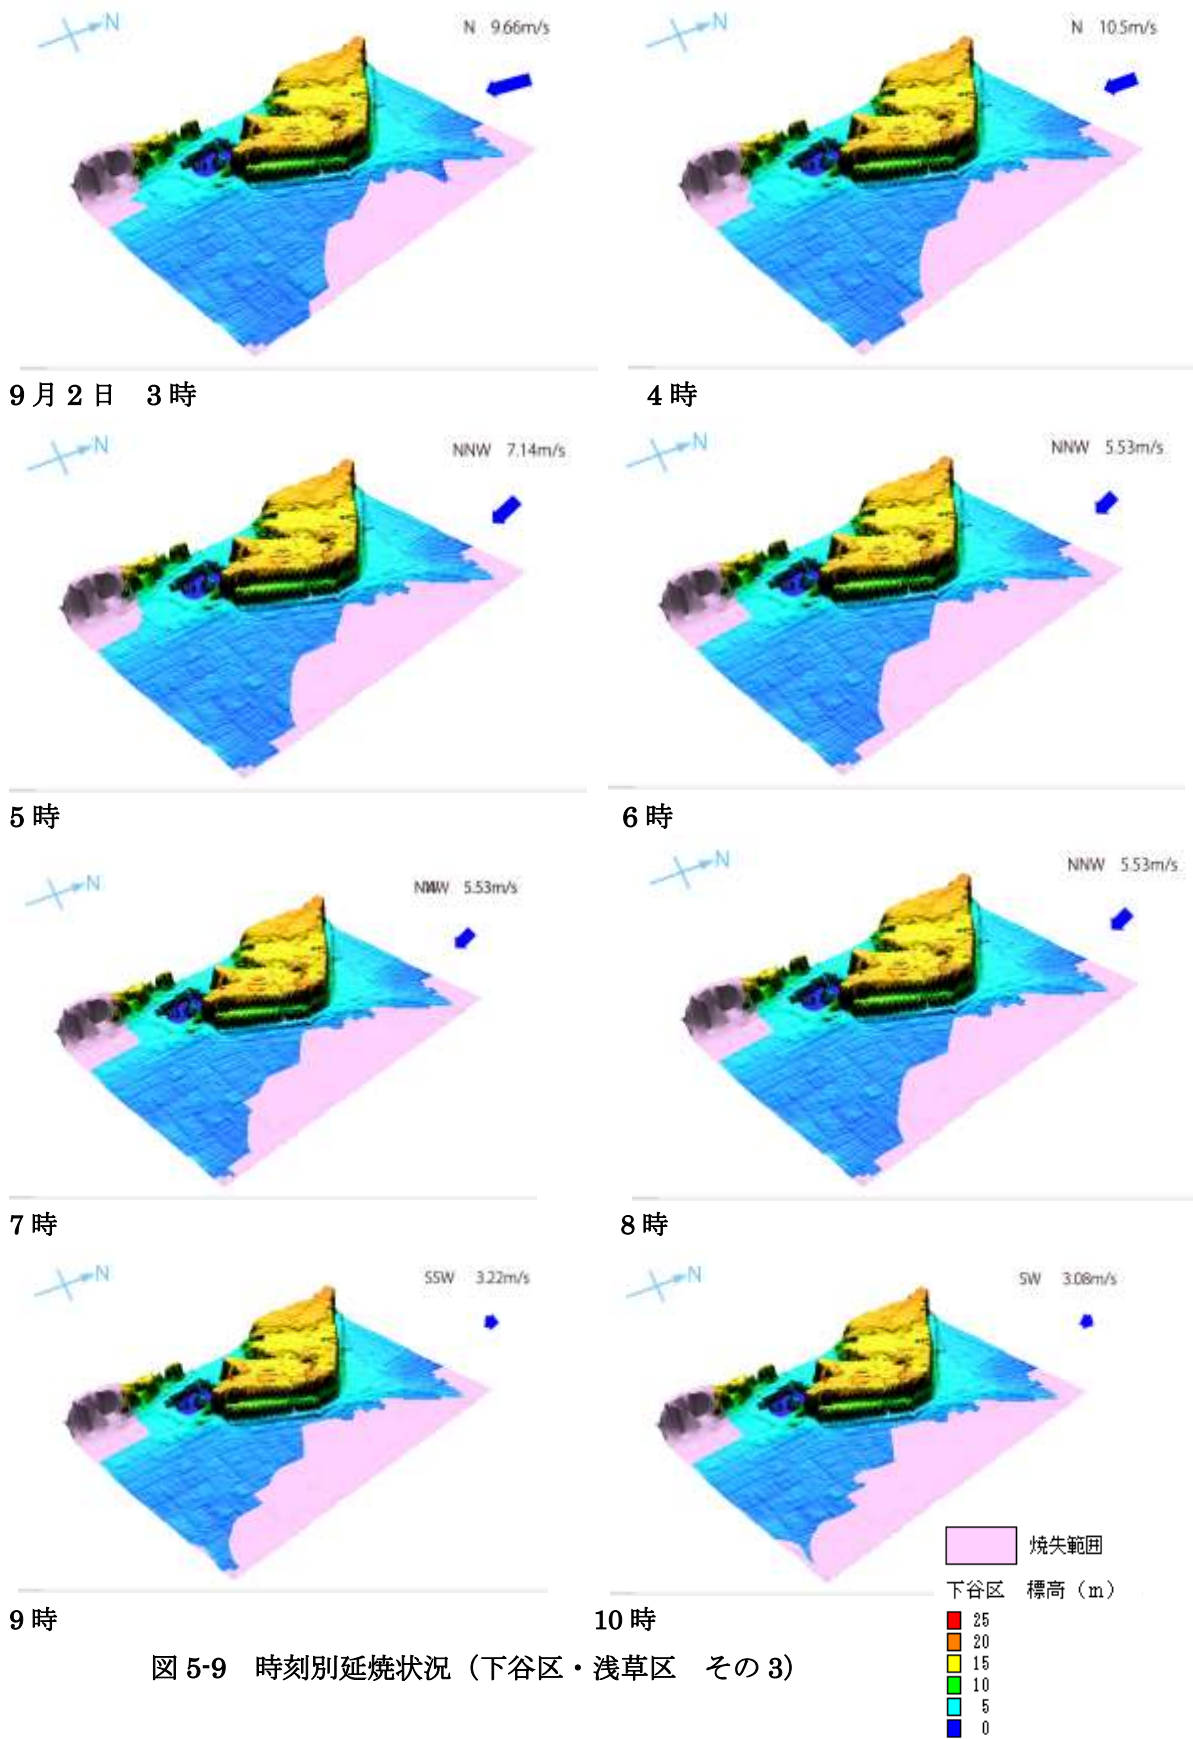 N
N 9.66m/s
N
N 10.5m/s
9月2日 3時
4時
N
NNW 7.14m/s
N
NNW 5.53m/s
5時
6時
N
5.53m/s
N
NNW 5.53m/s
7時
8時
N
SSW 3.22m/s
N
SW 3.08m/s
9時
10時
焼失範囲
下谷区 標高(m)
25
20
15
10
5
0
図5-9 時刻別延焼状況(下谷区・浅草区 その3)